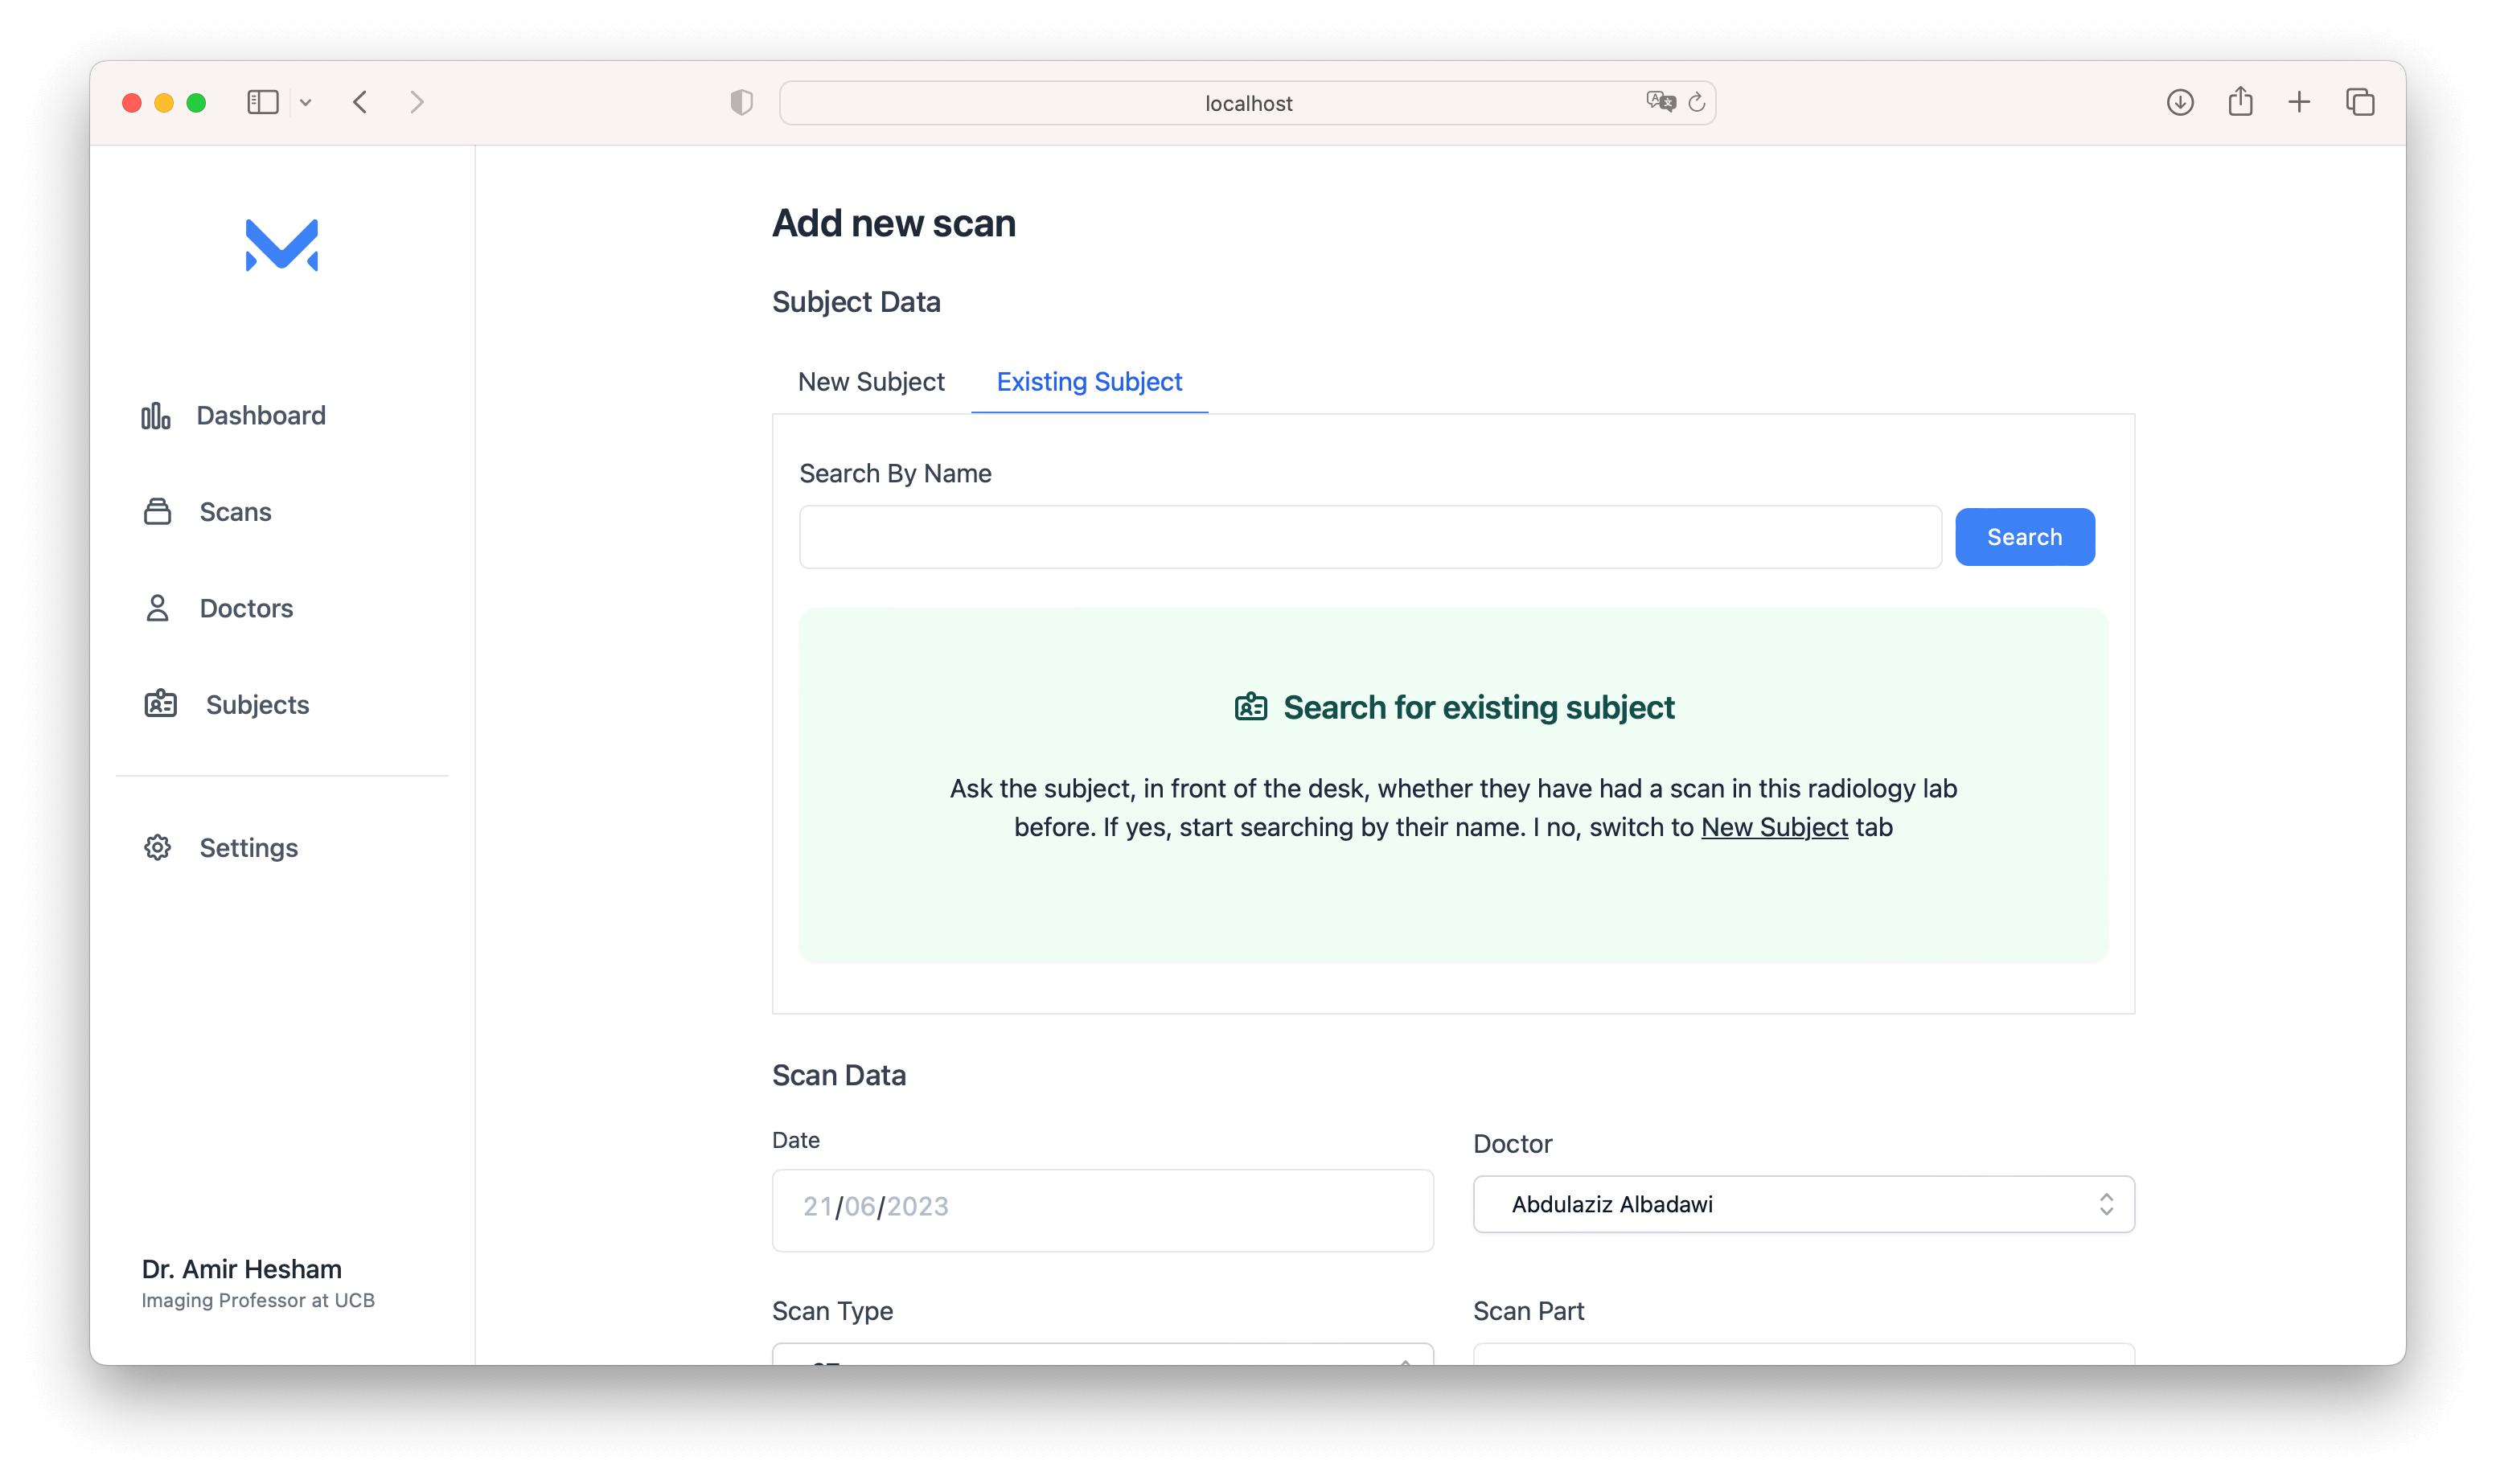 localhost
Dashboard
Scans
Doctors
Subjects
Settings
Dr. Amir Hesham
Imaging Professor at UCB
Add new scan
Subject Data
New Subject Existing Subject
Search By Name
Search
Search for existing subject
Ask the subject, in front of the desk, whether they have had a scan in this radiology lab
before. If yes, start searching by their name. I no, switch to New Subject tab
Scan Data
Date
21/06/2023
Doctor
Abdulaziz Albadawi
Scan Type
Scan Part